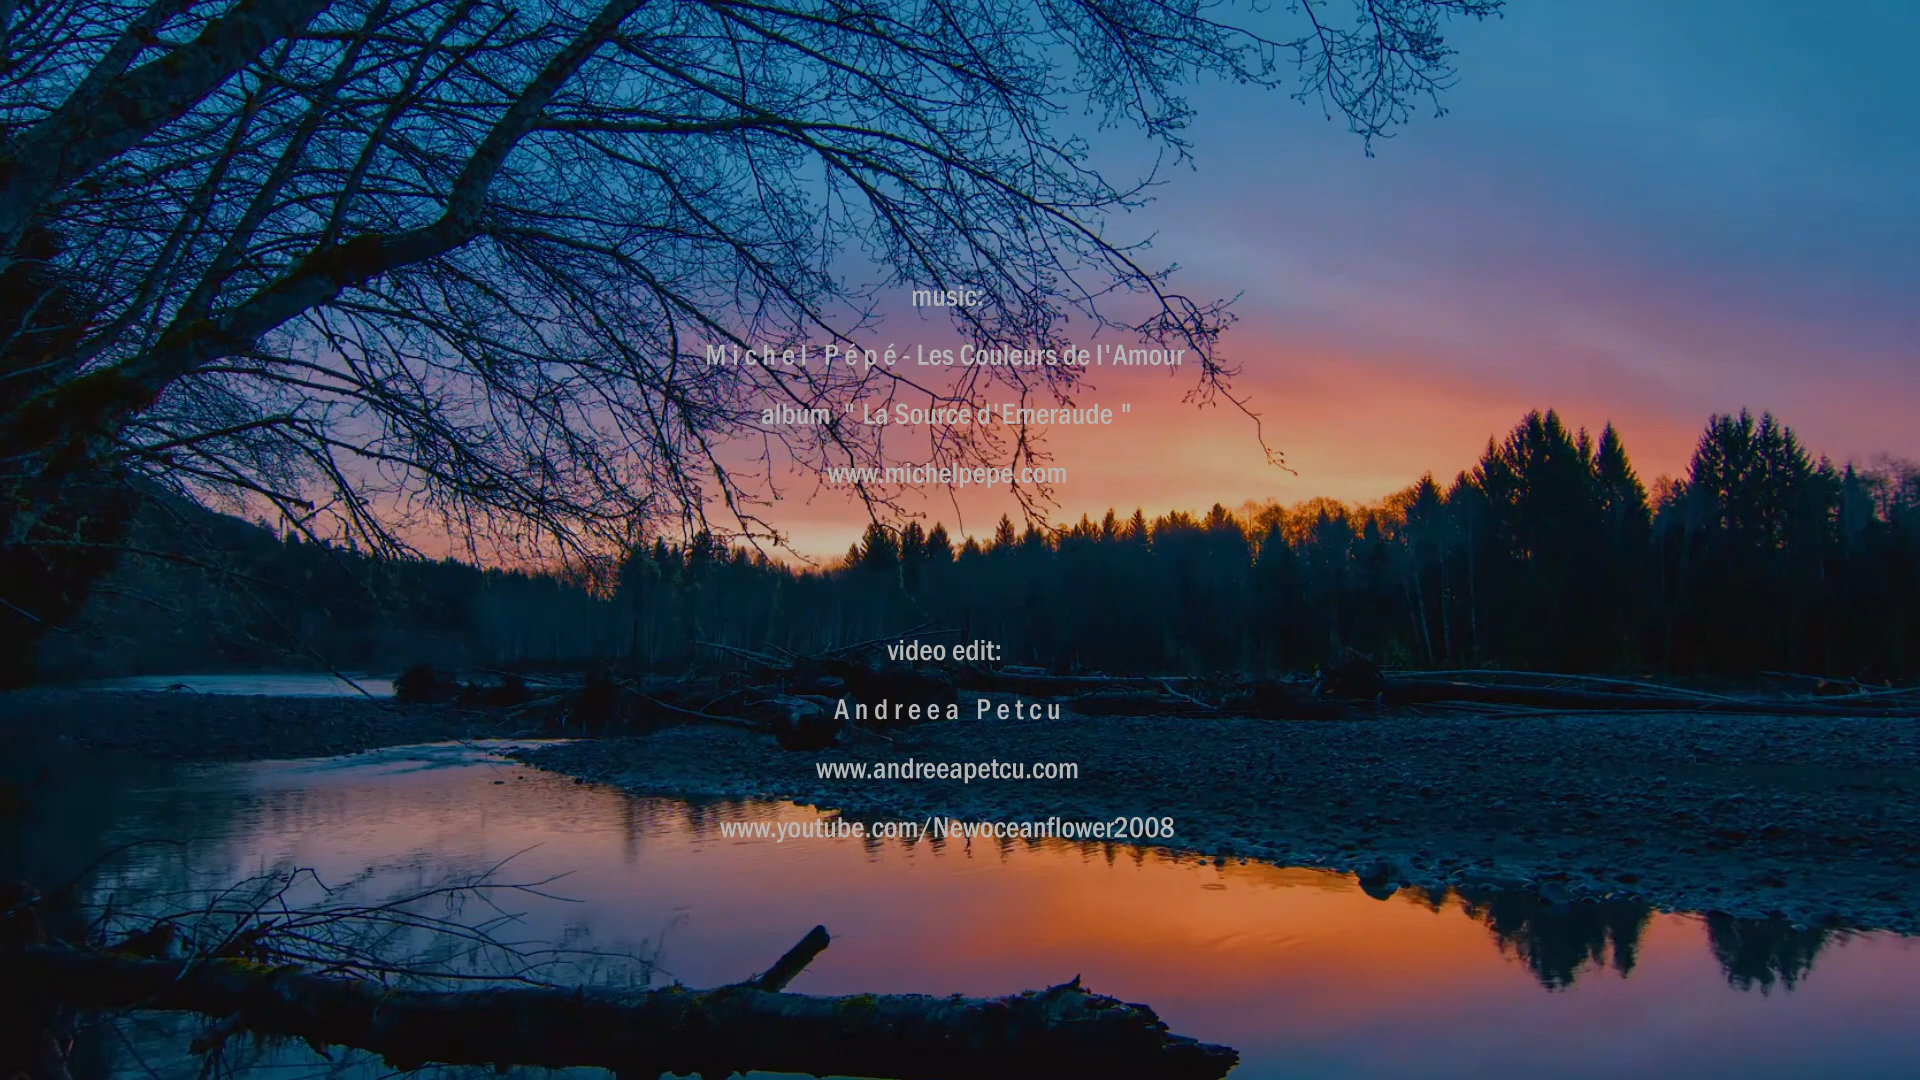 music:
Michel Pépé - Les Couleurs de l'Amour
album " La Source d'Emeraude "
www.michelpepe.com
video edit:
Andreea Petcu
www.andreeapetcu.com
www.youtube.com/Newoceanflower2008